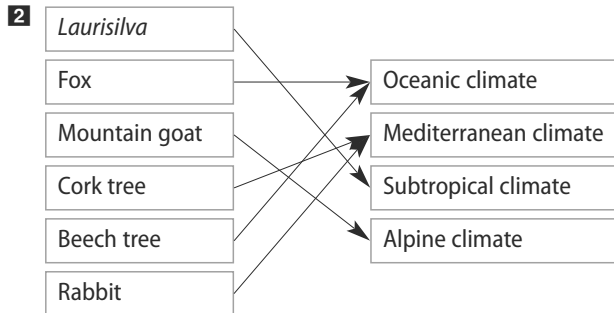 2
Laurisilva
Fox
Mountain goat
Cork tree
Beech tree
Rabbit
Oceanic climate
Mediterranean climate
Subtropical climate
Alpine climate